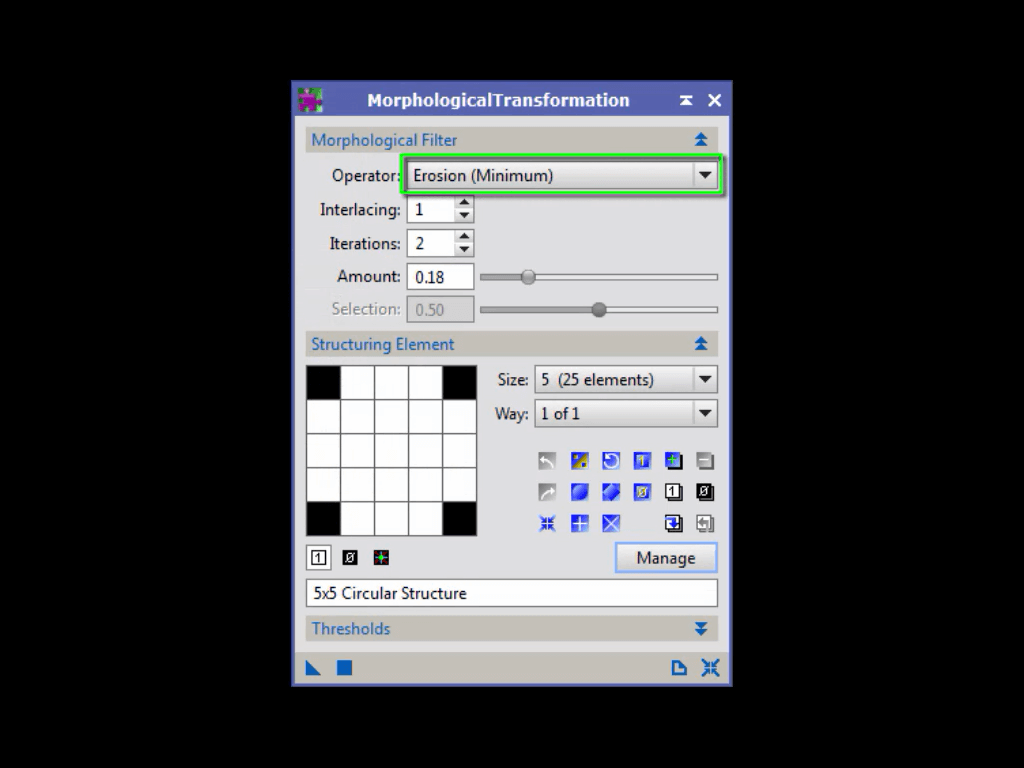 MorphologicalTransformation
Morphological Filter
Operator: Erosion (Minimum)
Interlacing: 1
Iterations: 2
Amount: 0.18
Selection: 0.50
Structuring Element
Size: 5 (25 elements)
Way: 1 of 1
Manage
5x5 Circular Structure
Thresholds